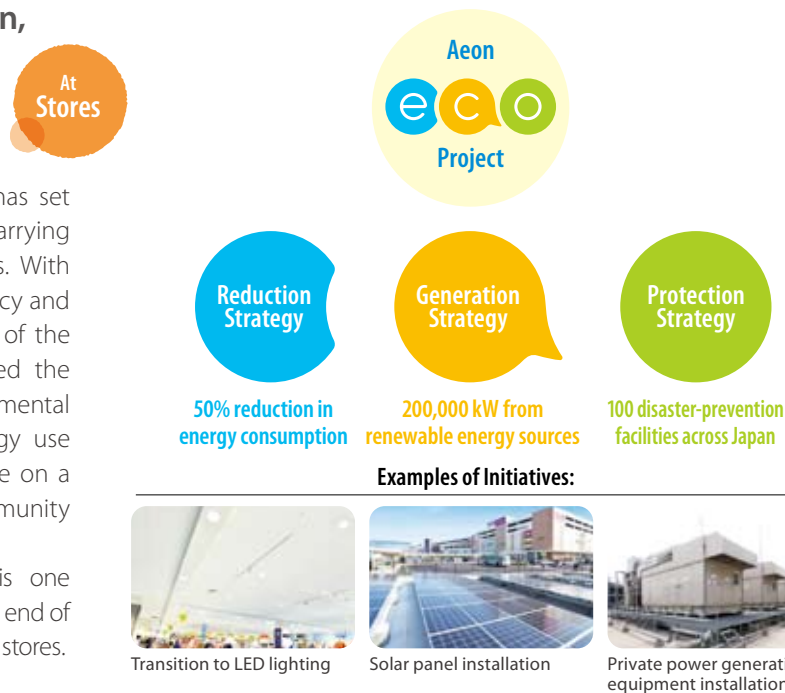 n,
At
Stores
has set
arrying
s. With
cy and
of the
ed the
mental
gy use
e on a
munity
is one
end of
stores.
Aeon
eco
Project
Reduction
Strategy
Generation
Strategy
Protection
Strategy
50% reduction in
energy consumption
200,000 kW from
renewable energy sources
100 disaster-prevention
facilities across Japan
Examples of Initiatives:
Transition to LED lighting
Solar panel installation
Private power generati
equipment installation